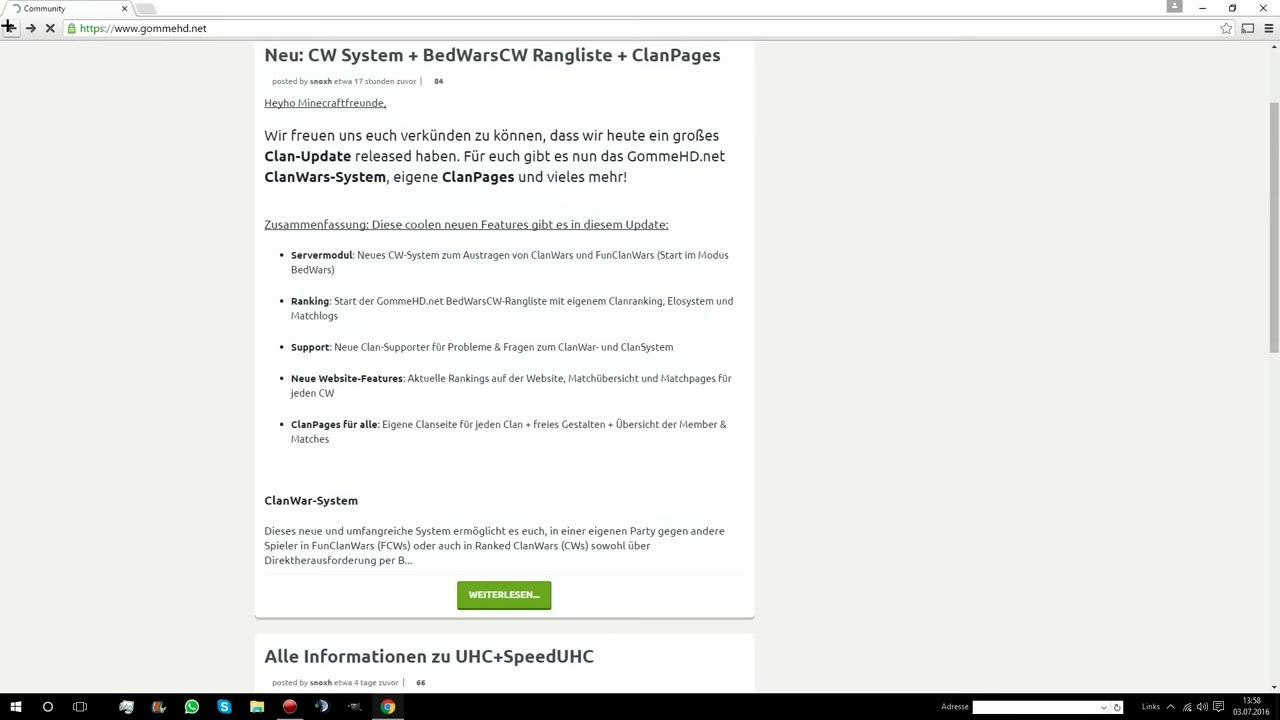 Community
https://www.gommehd.net
Neu: CW System + BedWarsCW Rangliste + ClanPages
posted by snoxh etwa 17 stunden zuvor | 84
Heyho Minecraftfreunde,
Wir freuen uns euch verkünden zu können, dass wir heute ein großes
Clan-Update released haben. Für euch gibt es nun das GommeHD.net
ClanWars-System, eigene ClanPages und vieles mehr!
Zusammenfassung: Diese coolen neuen Features gibt es in diesem Update:
• Servermodul: Neues CW-System zum Austragen von ClanWars und FunClanWars (Start im Modus
BedWars)
• Ranking: Start der GommeHD.net BedWarsCW-Rangliste mit eigenem Clanranking, Elosystem und
Matchlogs
• Support: Neue Clan-Supporter für Probleme & Fragen zum ClanWar- und ClanSystem
• Neue Website-Features: Aktuelle Rankings auf der Website, Matchübersicht und Matchpages für
jeden CW
• ClanPages für alle: Eigene Clanseite für jeden Clan + freies Gestalten + Übersicht der Member &
Matches
ClanWar-System
Dieses neue und umfangreiche System ermöglicht es euch, in einer eigenen Party gegen andere
Spieler in FunClanWars (FCWs) oder auch in Ranked ClanWars (CWs) sowohl über
Direktherausforderung per B...
WEITERLESEN...
Alle Informationen zu UHC+SpeedUHC
posted by snoxh etwa 4 tage zuvor | 66
Adresse
Links
13:58
03.07.2016